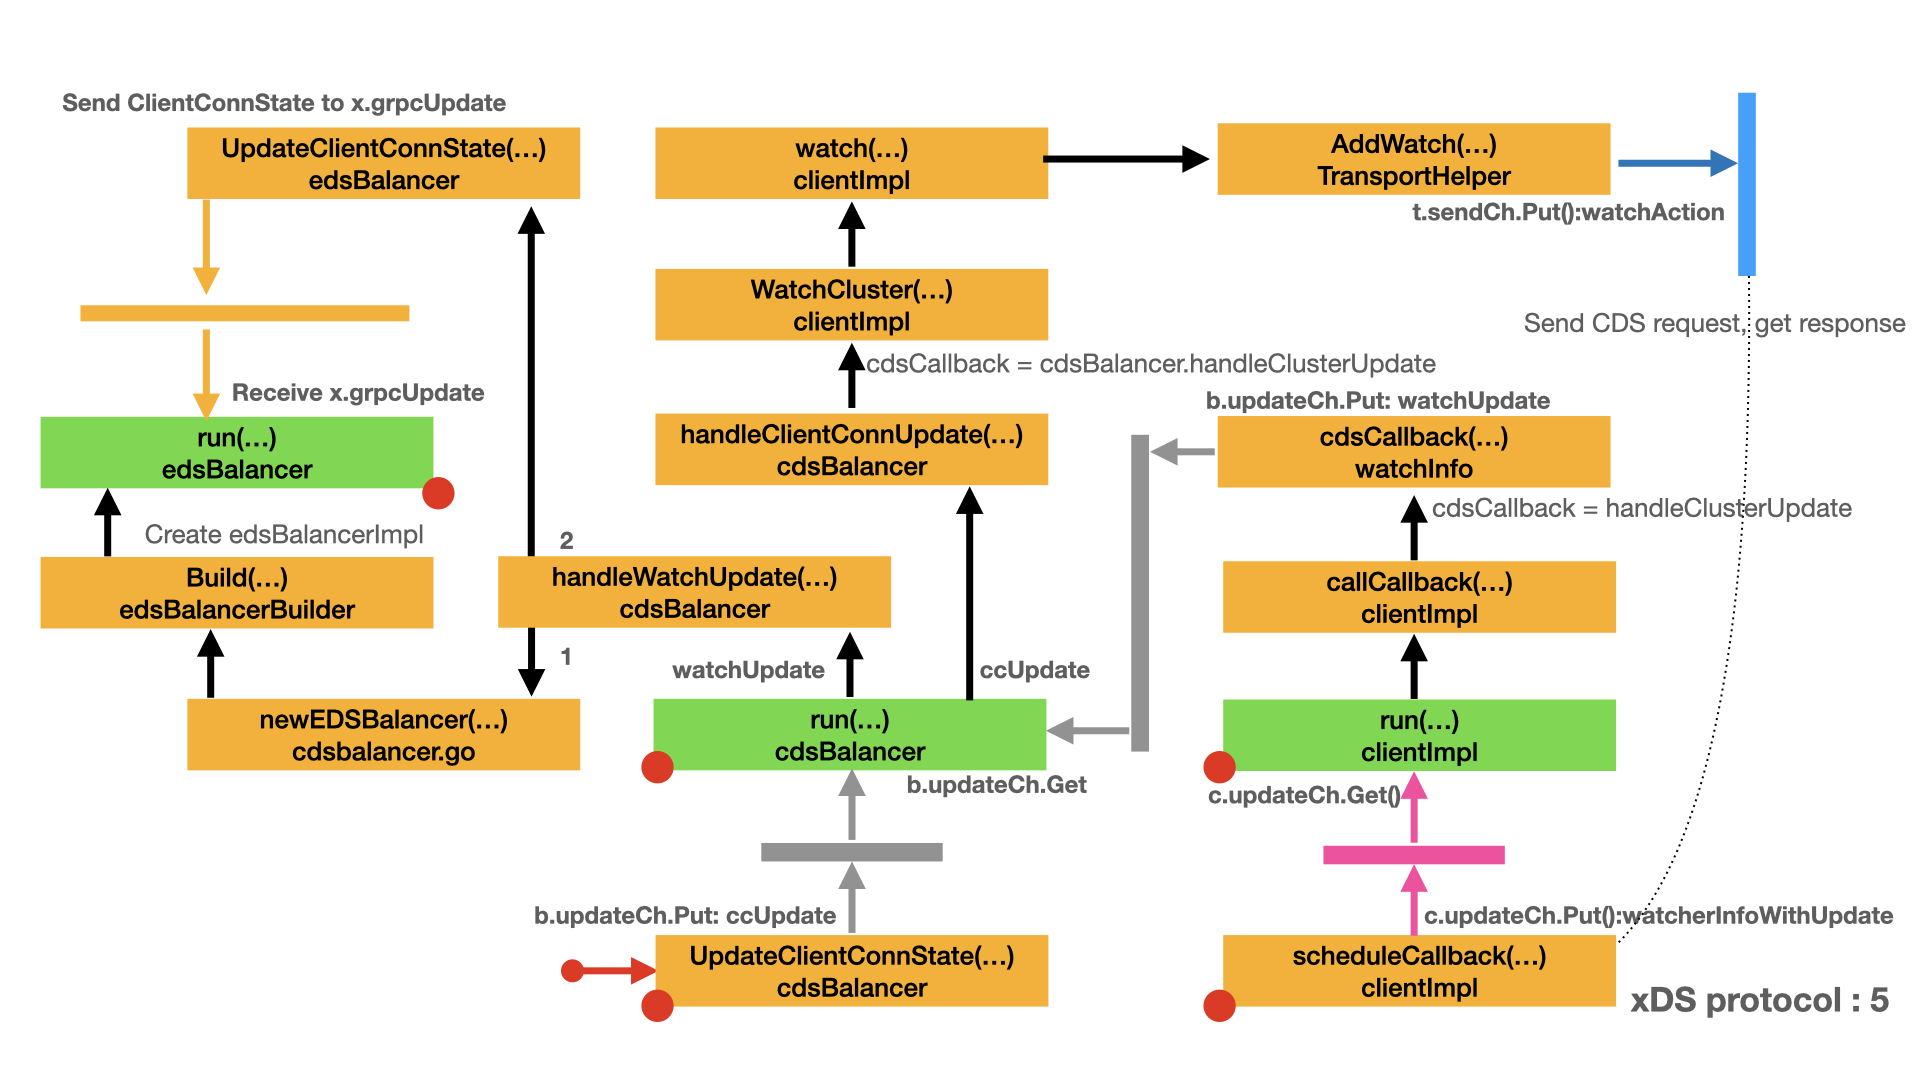 Send ClientConnState to x.grpcUpdate
UpdateClientConnState(...)
edsBalancer
Receive x.grpcUpdate
run(...)
edsBalancer
Create edsBalancerImpl
Build(...)
edsBalancerBuilder
newEDSBalancer(...)
cdsbalancer.go
2
handleWatchUpdate(...)
cdsBalancer
1
watch(...)
clientImpl
WatchCluster(...)
clientImpl
cdsCallback = cdsBalancer.handleClusterUpdate
handleClientConnUpdate(...)
cdsBalancer
watchUpdate
ccUpdate
run(...)
cdsBalancer
b.updateCh.Get
b.updateCh.Put: ccUpdate
UpdateClientConnState(...)
cdsBalancer
AddWatch(...)
TransportHelper
t.sendCh.Put():watchAction
Send CDS request, get response
b.updateCh.Put: watchUpdate
cdsCallback(...)
watchInfo
cdsCallback = handleClusterUpdate
callCallback(...)
clientImpl
run(...)
clientImpl
c.updateCh.Get()
c.updateCh.Put():watcherInfoWithUpdate
scheduleCallback(...)
clientImpl
xDS protocol : 5